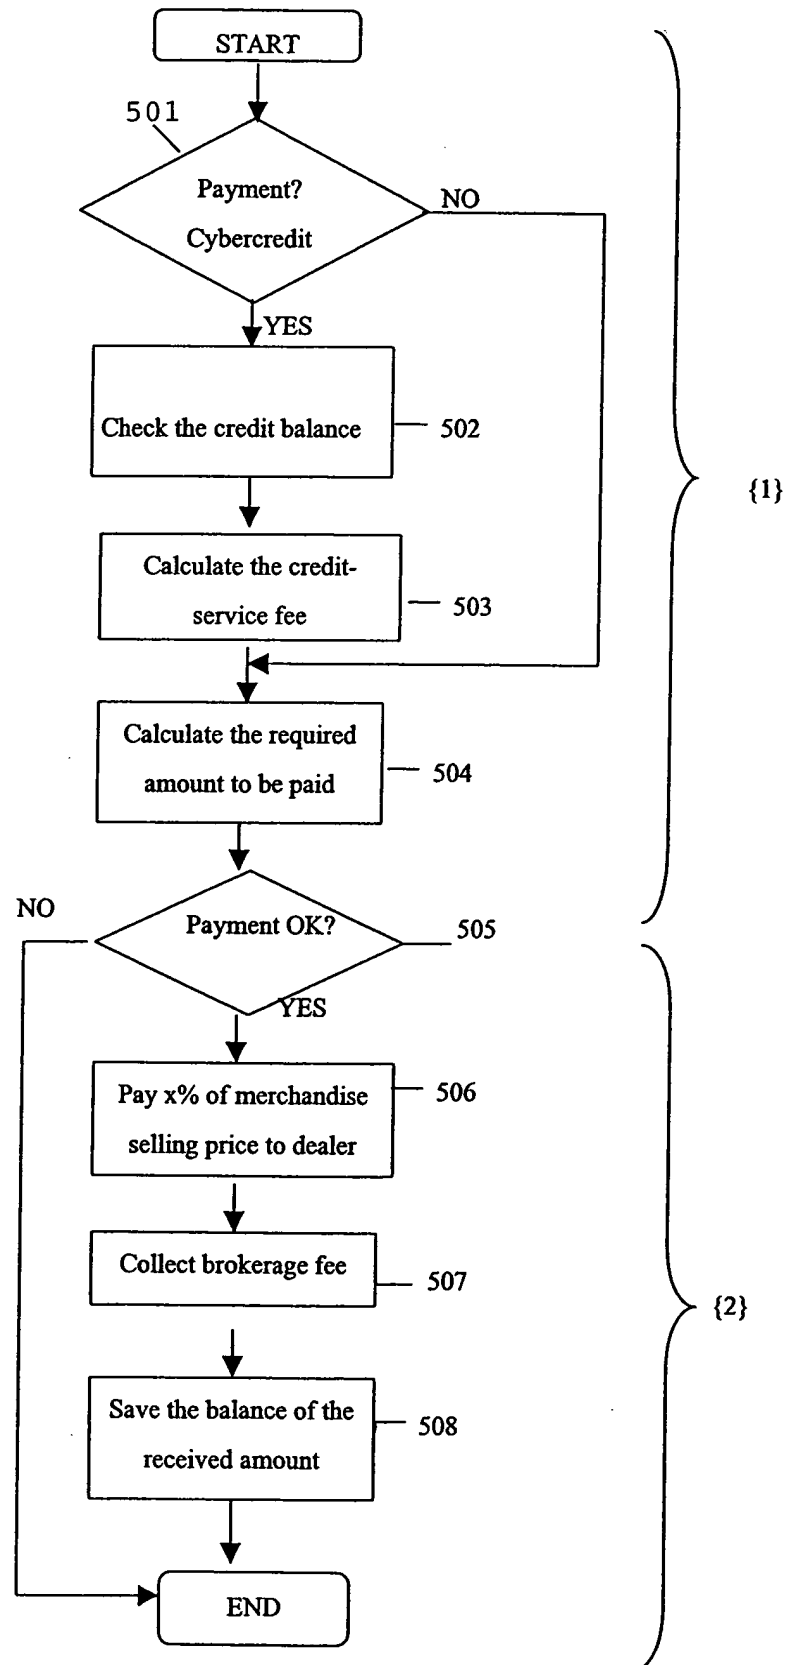 START
501
Payment?
NO
Cybercredit
YES
Check the credit balance
502
{1}
Calculate the credit-
service fee
503
Calculate the required
amount to be paid
504
NO
Payment OK?
505
YES
Pay x% of merchandise
selling price to dealer
506
Collect brokerage fee
507
{2}
Save the balance of the
received amount
508
END